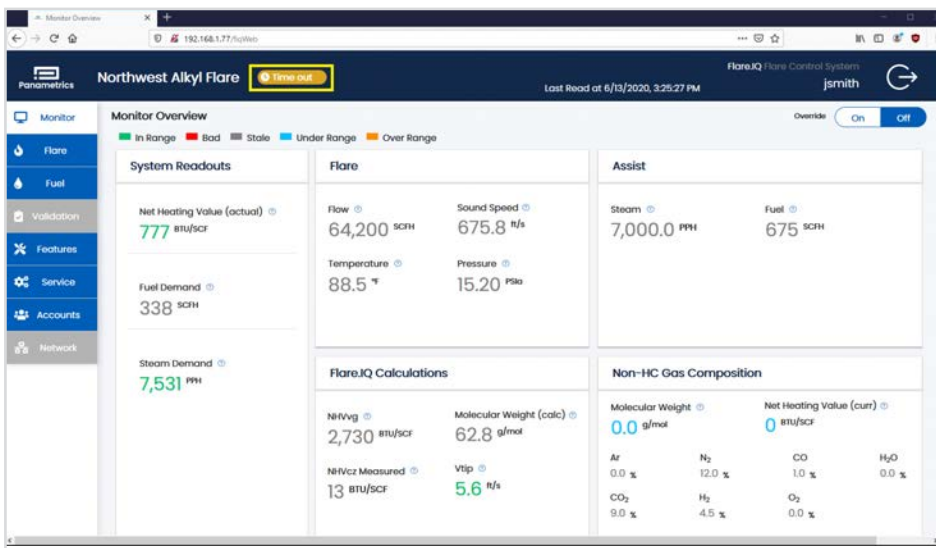 Monitor Overview
192.168.1.77/fiqWeb
Panametrics
Northwest Alkyl Flare
Time out
Flare.IQ Flare Control System
jsmith
Last Read at 6/13/2020, 3:25:27 PM
Monitor
Flare
Fuel
Validation
Features
Service
Accounts
Network
Monitor Overview
Override On Off
In Range Bad Stale Under Range Over Range
System Readouts
Net Heating Value (actual)
777 BTU/SCF
Fuel Demand
338 SCFH
Steam Demand
7,531 PPH
Flare
Flow Sound Speed
64,200 SCFH 675.8 ft/s
Temperature Pressure
88.5 °F 15.20 PSIa
Assist
Steam Fuel
7,000.0 PPH 675 SCFH
Flare.IQ Calculations
NHVvg Molecular Weight (calc)
2,730 BTU/SCF 62.8 g/mol
NHVcz Measured Vtip
13 BTU/SCF 5.6 ft/s
Non-HC Gas Composition
Molecular Weight Net Heating Value (curr)
0.0 g/mol 0 BTU/SCF
Ar N₂ CO H₂O
0.0 % 12.0 % 1.0 % 0.0 %
CO₂ H₂ O₂
9.0 % 4.5 % 0.0 %